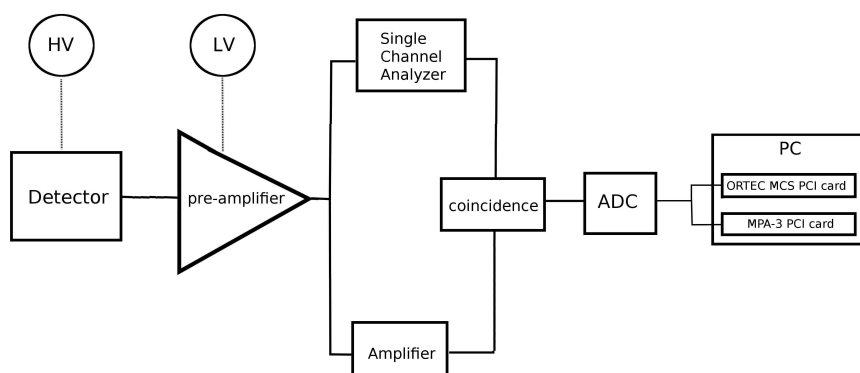 HV
LV
Single
Channel
Analyzer
PC
Detector
pre-amplifier
coincidence
ADC
ORTEC MCS PCI card
MPA-3 PCI card
Amplifier